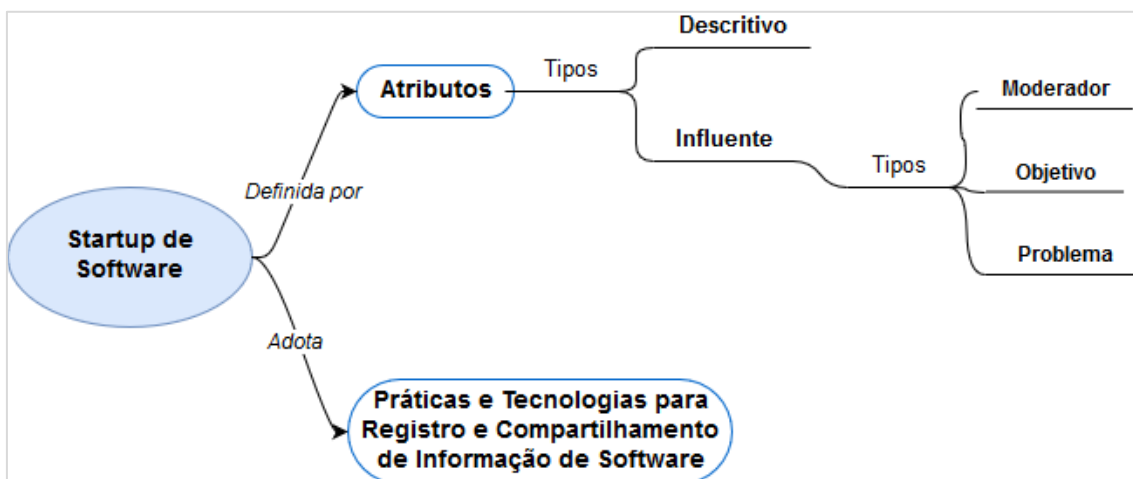 Descritivo
Tipos
Atributos
Moderador
Influente
Tipos
Objetivo
Definida por
Startup de
Software
Problema
Adota
Práticas e Tecnologias para
Registro e Compartilhamento
de Informação de Software